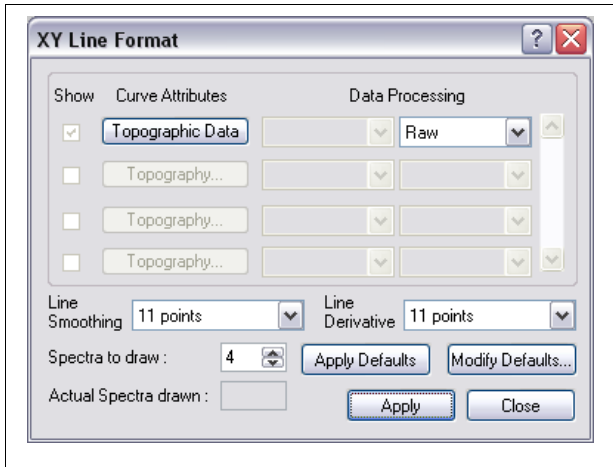 XY Line Format
Show Curve Attributes Data Processing
Topographic Data Raw
Topography...
Topography...
Topography...
Line Smoothing 11 points Line Derivative 11 points
Spectra to draw : 4 Apply Defaults Modify Defaults...
Actual Spectra drawn : Apply Close